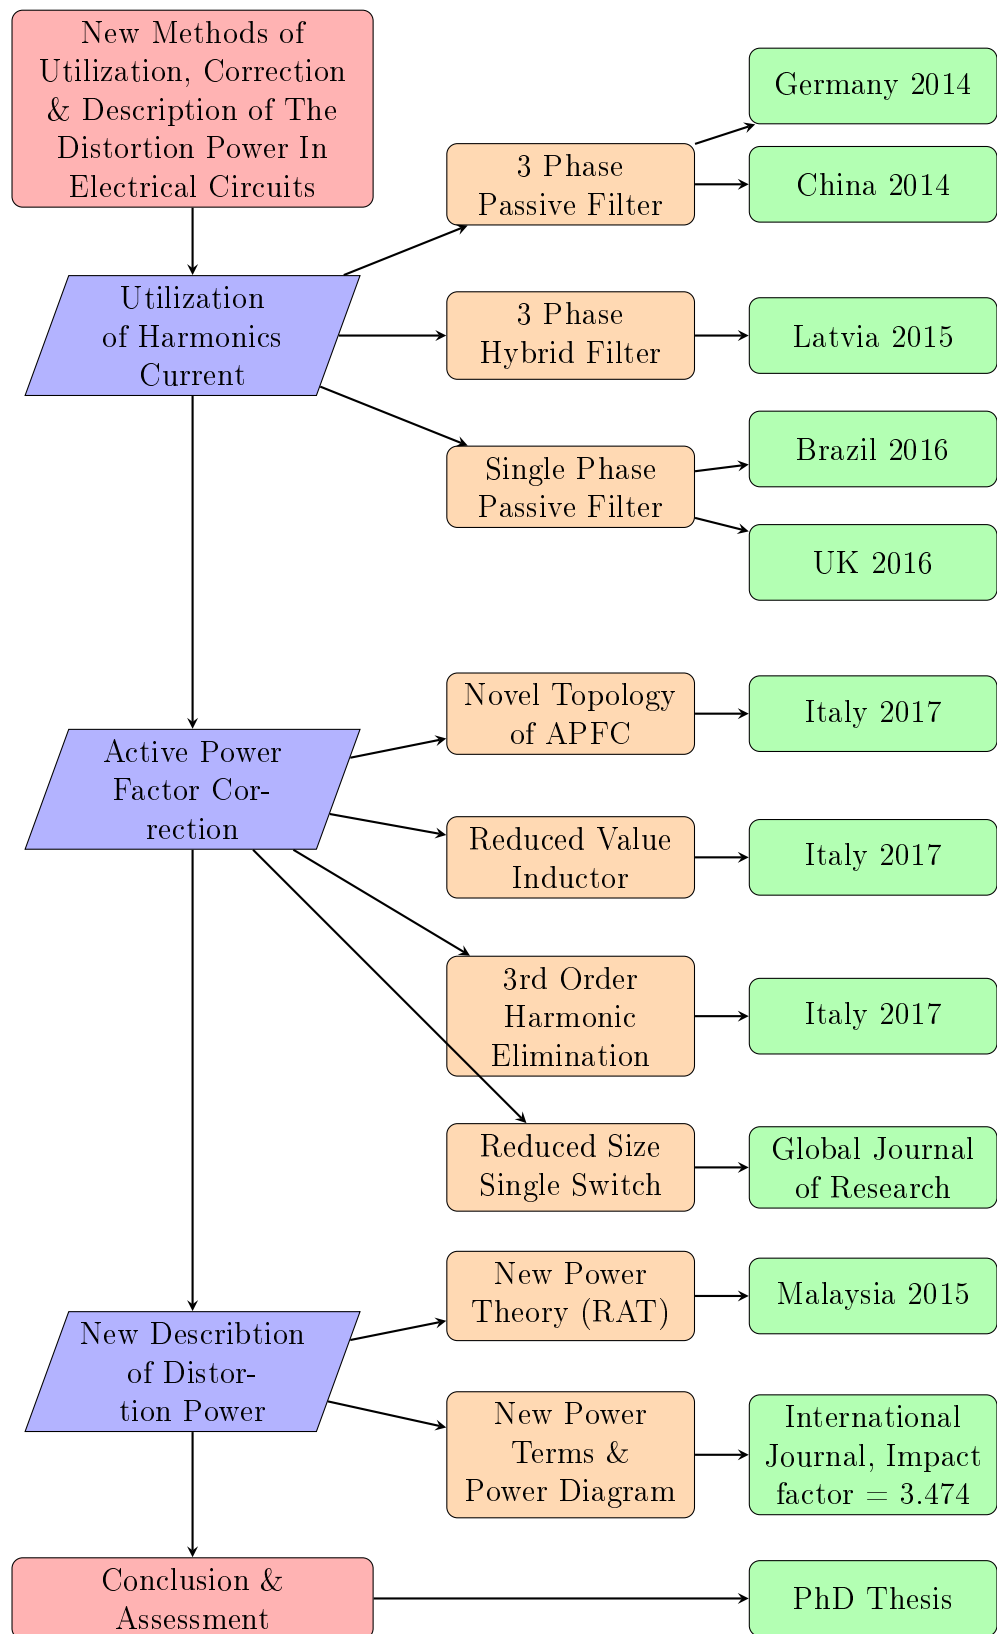 New Methods of
Utilization, Correction
& Description of The
Distortion Power In
Electrical Circuits
Germany 2014
3 Phase
Passive Filter
China 2014
Utilization
of Harmonics
Current
3 Phase
Hybrid Filter
Latvia 2015
Brazil 2016
Single Phase
Passive Filter
UK 2016
Novel Topology
of APFC
Italy 2017
Active Power
Factor Cor-
rection
Reduced Value
Inductor
Italy 2017
3rd Order
Harmonic
Elimination
Italy 2017
Reduced Size
Single Switch
Global Journal
of Research
New Power
Theory (RAT)
Malaysia 2015
New Describtion
of Distor-
tion Power
New Power
Terms &
Power Diagram
International
Journal, Impact
factor = 3.474
Conclusion &
Assessment
PhD Thesis